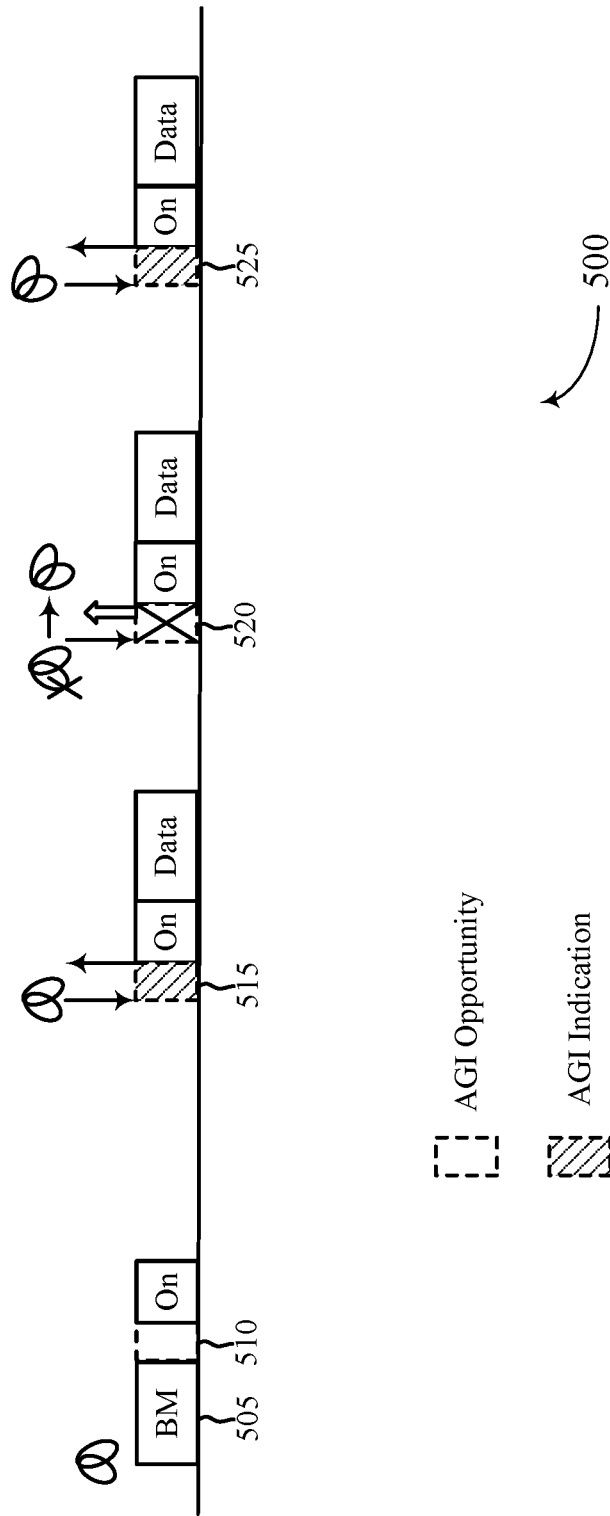 BM
On
On
Data
On
Data
On
Data
505
510
515
520
525
AGI Opportunity
AGI Indication
500